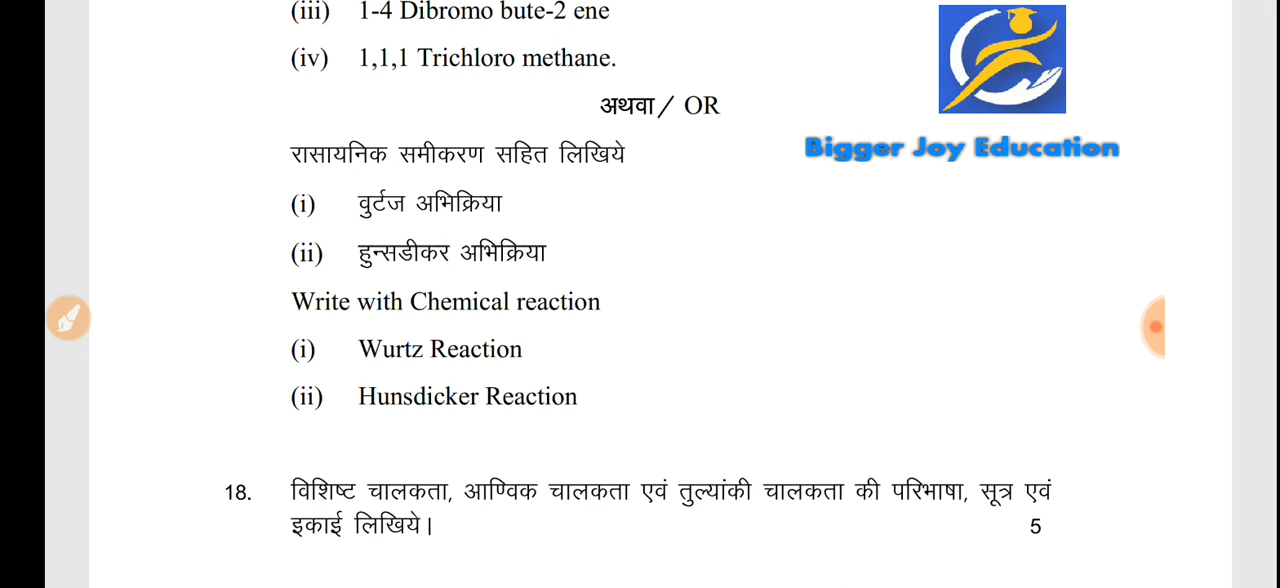 (iii) 1-4 Dibromo bute-2 ene
(iv) 1,1,1 Trichloro methane.
अथवा / OR
Bigger Joy Education
रासायनिक समीकरण सहित लिखिये
(i) वुर्टज अभिक्रिया
(ii) हुन्सडीकर अभिक्रिया
Write with Chemical reaction
(i) Wurtz Reaction
(ii) Hunsdicker Reaction
18. विशिष्ट चालकता, आण्विक चालकता एवं तुल्यांकी चालकता की परिभाषा, सूत्र एवं
इकाई लिखिये। 5